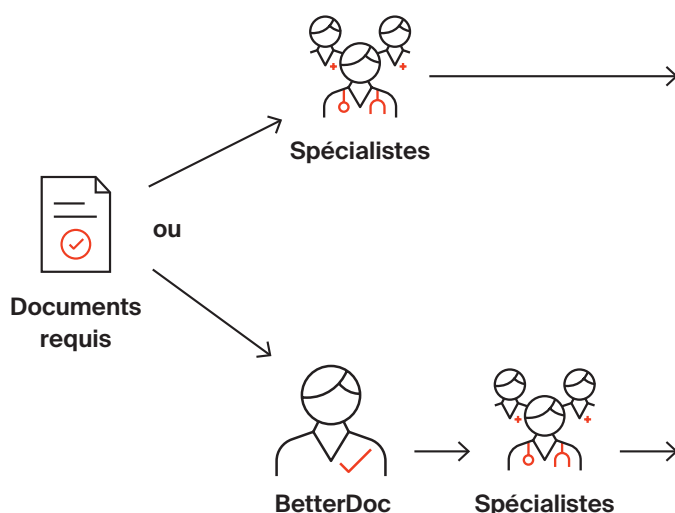 Spécialistes
ou
Documents
requis
BetterDoc
Spécialistes